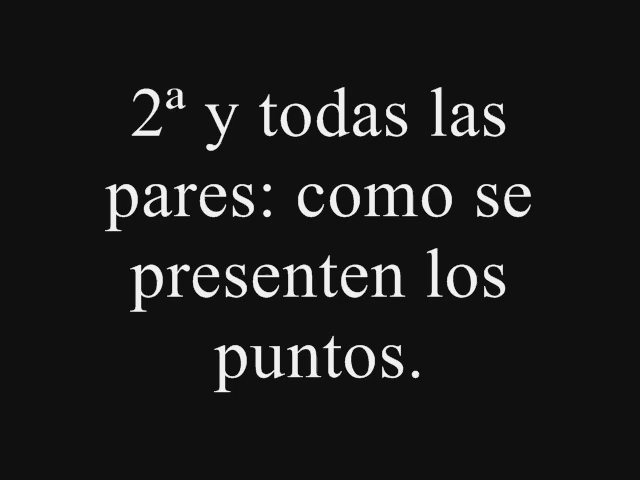 2ª y todas las
pares: como se
presenten los
puntos.